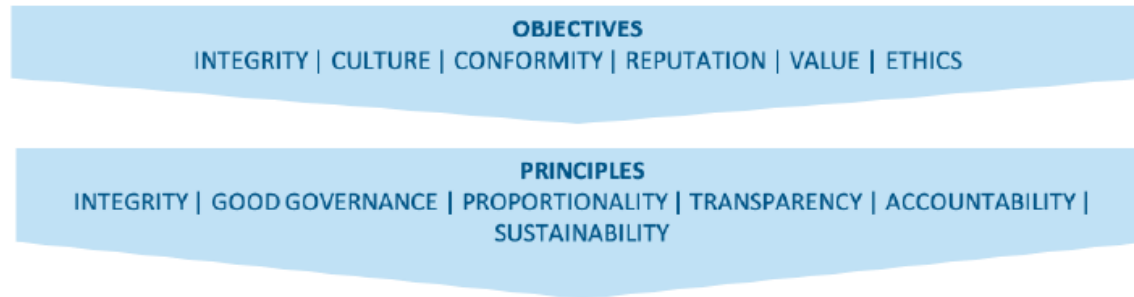 OBJECTIVES
INTEGRITY | CULTURE | CONFORMITY | REPUTATION | VALUE | ETHICS
PRINCIPLES
INTEGRITY | GOOD GOVERNANCE | PROPORTIONALITY | TRANSPARENCY | ACCOUNTABILITY |
SUSTAINABILITY